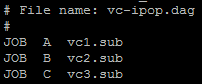 # File name: vc-ipop.dag
#
JOB  A  vc1.sub
JOB  B  vc2.sub
JOB  C  vc3.sub